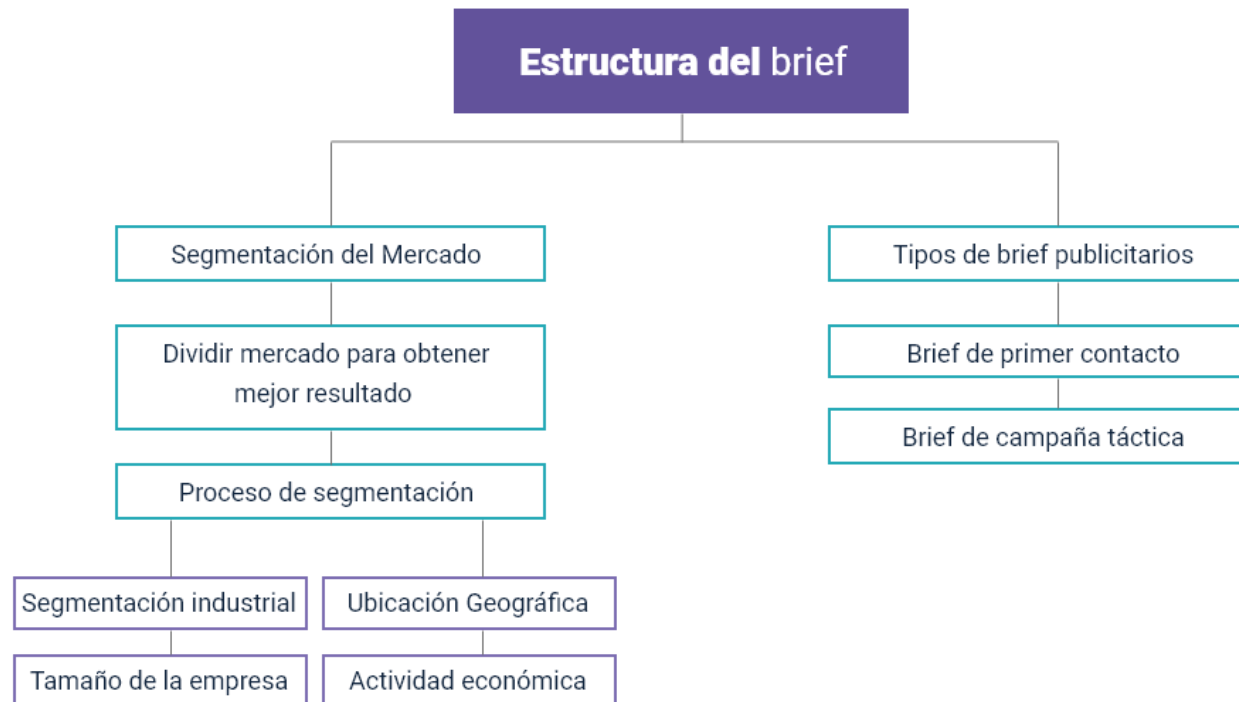 Estructura del brief
Segmentación del Mercado
Dividir mercado para obtener
mejor resultado
Proceso de segmentación
Segmentación industrial
Ubicación Geográfica
Tamaño de la empresa
Actividad económica
Tipos de brief publicitarios
Brief de primer contacto
Brief de campaña táctica